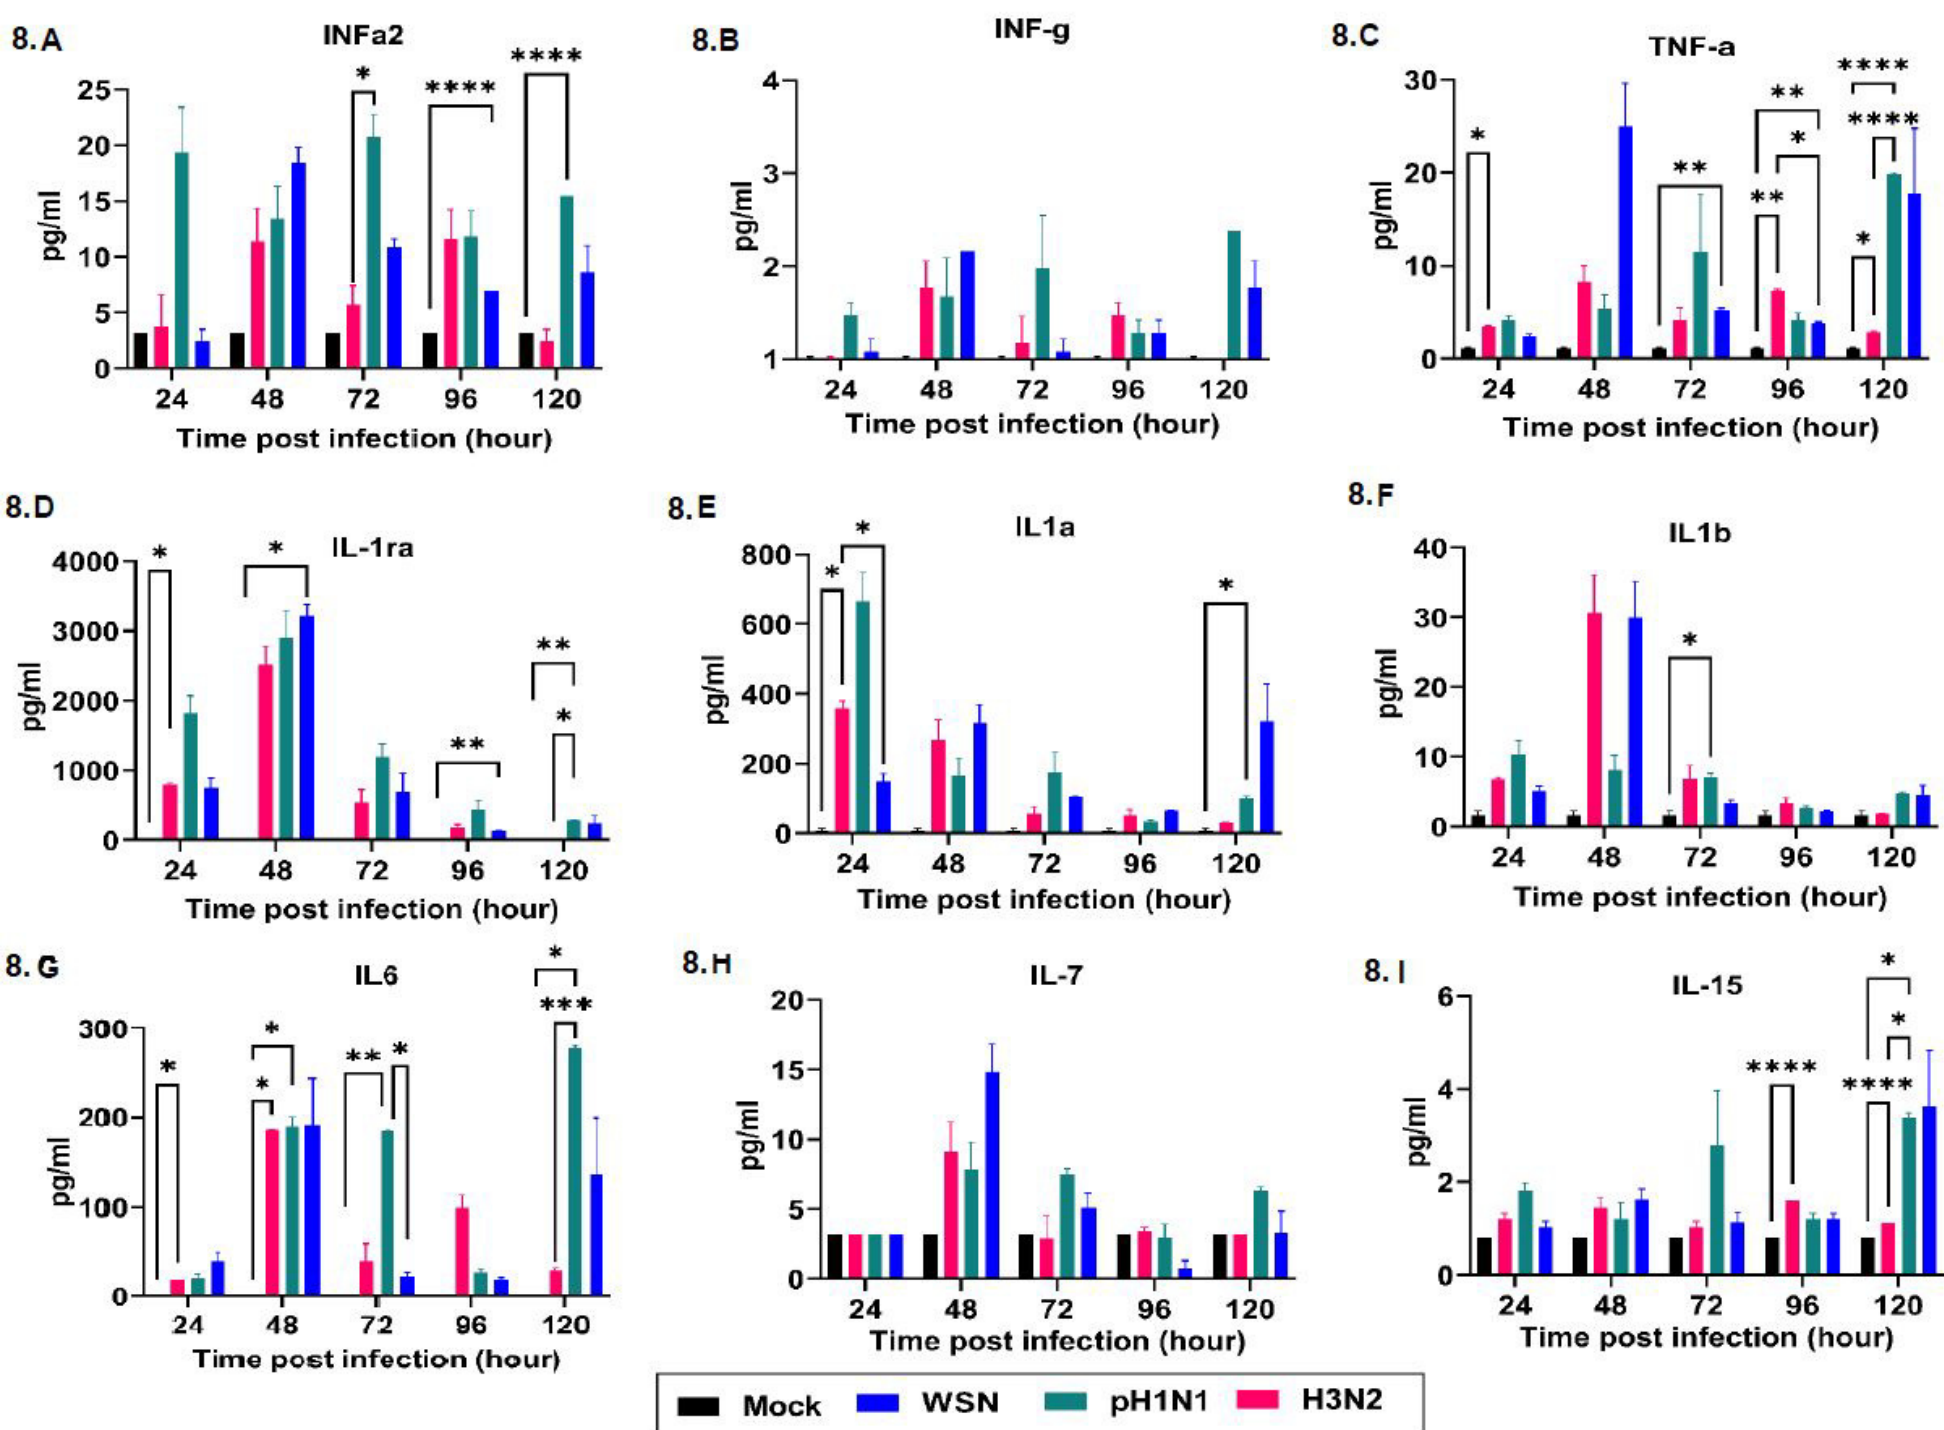 8.A
INFa2
*
****
****
pg/ml
25
20
15
10
5
0
24 48 72 96 120
Time post infection (hour)
8.B
INF-g
pg/ml
4
3
2
1
24 48 72 96 120
Time post infection (hour)
8.C
TNF-a
*
**
**
**
*
****
****
*
pg/ml
30
20
10
0
24 48 72 96 120
Time post infection (hour)
8.D
IL-1ra
*
*
**
**
*
pg/ml
4000
3000
2000
1000
0
24 48 72 96 120
Time post infection (hour)
8.E
IL1a
*
*
*
pg/ml
800
600
400
200
0
24 48 72 96 120
Time post infection (hour)
8.F
IL1b
*
pg/ml
40
30
20
10
0
24 48 72 96 120
Time post infection (hour)
8.G
IL6
*
*
*
**
*
*
***
pg/ml
300
200
100
0
24 48 72 96 120
Time post infection (hour)
8.H
IL-7
pg/ml
20
15
10
5
0
24 48 72 96 120
Time post infection (hour)
8.I
IL-15
****
*
*
****
pg/ml
6
4
2
0
24 48 72 96 120
Time post infection (hour)
Mock WSN pH1N1 H3N2